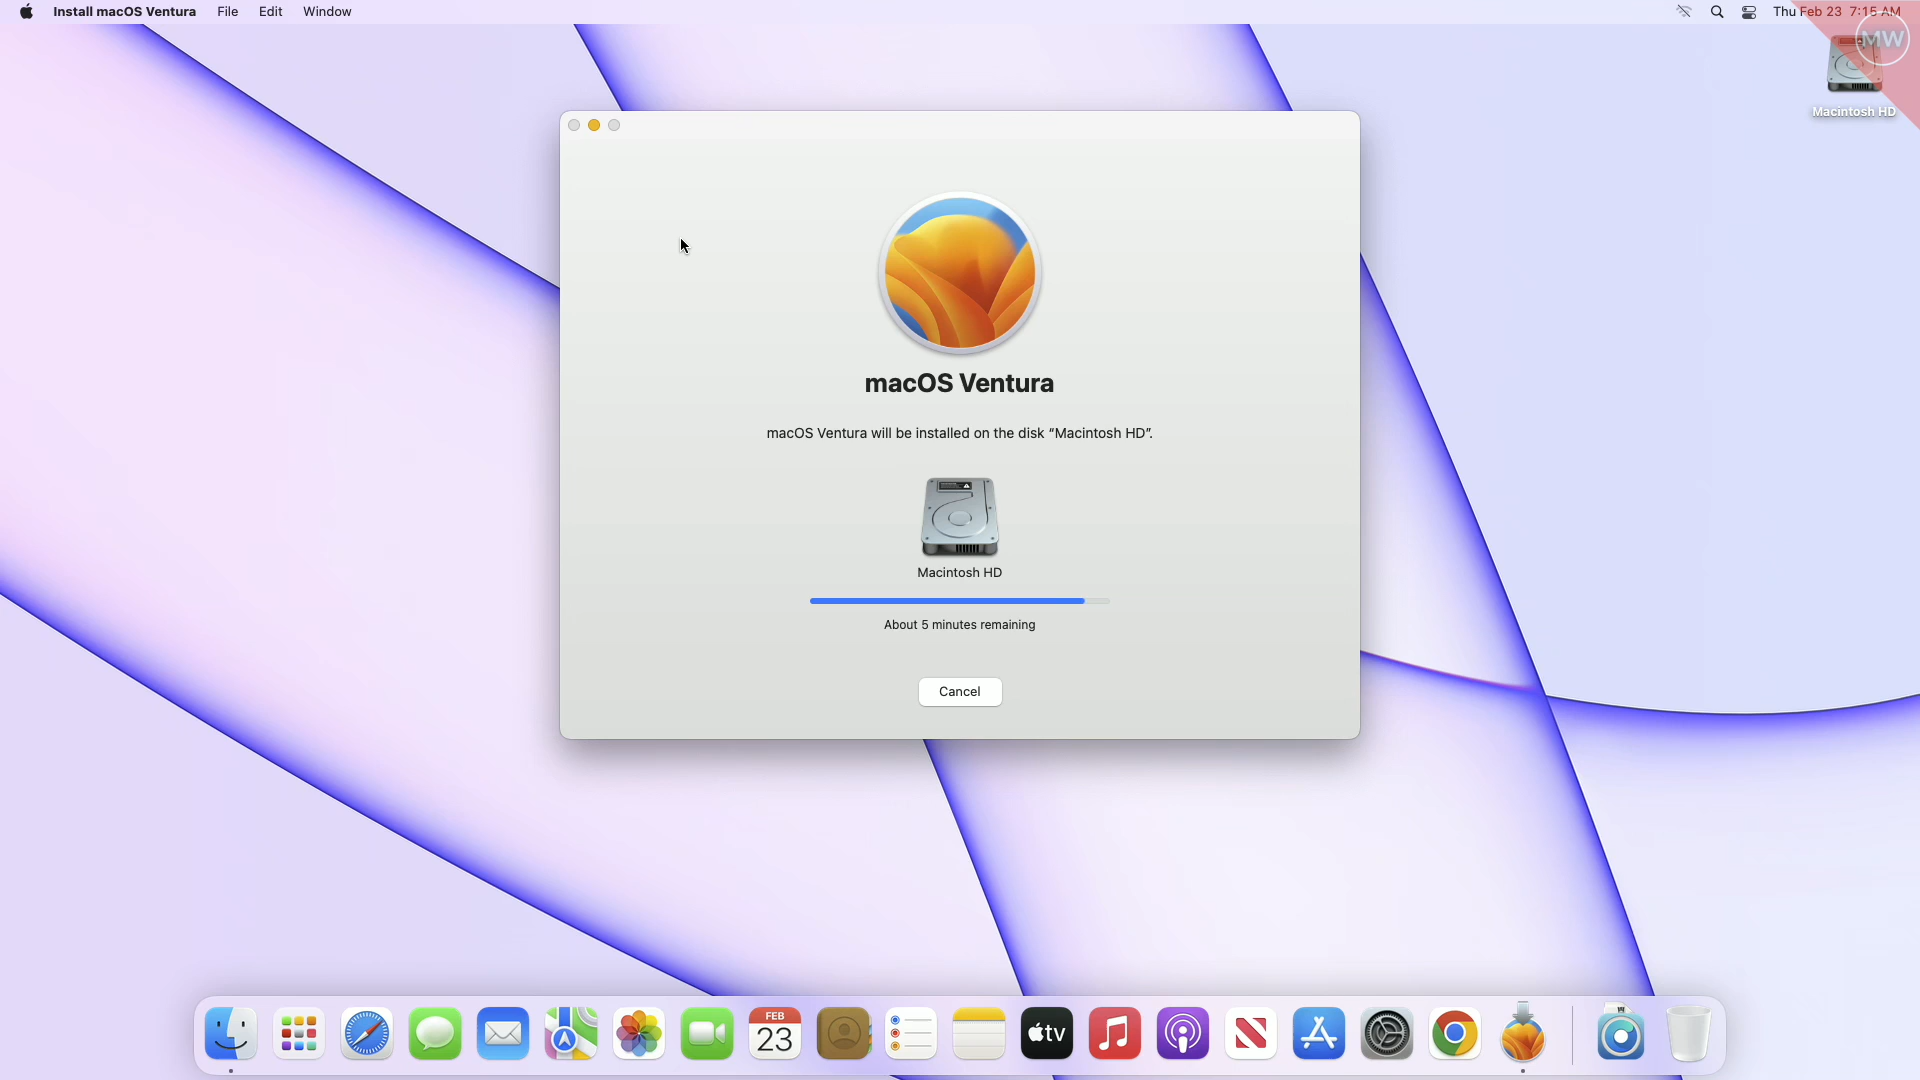 Install macOS Ventura File Edit Window
Thu Feb 23 7:15 AM
MW
Macintosh HD
macOS Ventura
macOS Ventura will be installed on the disk “Macintosh HD”.
Macintosh HD
About 5 minutes remaining
Cancel
FEB
23
tv